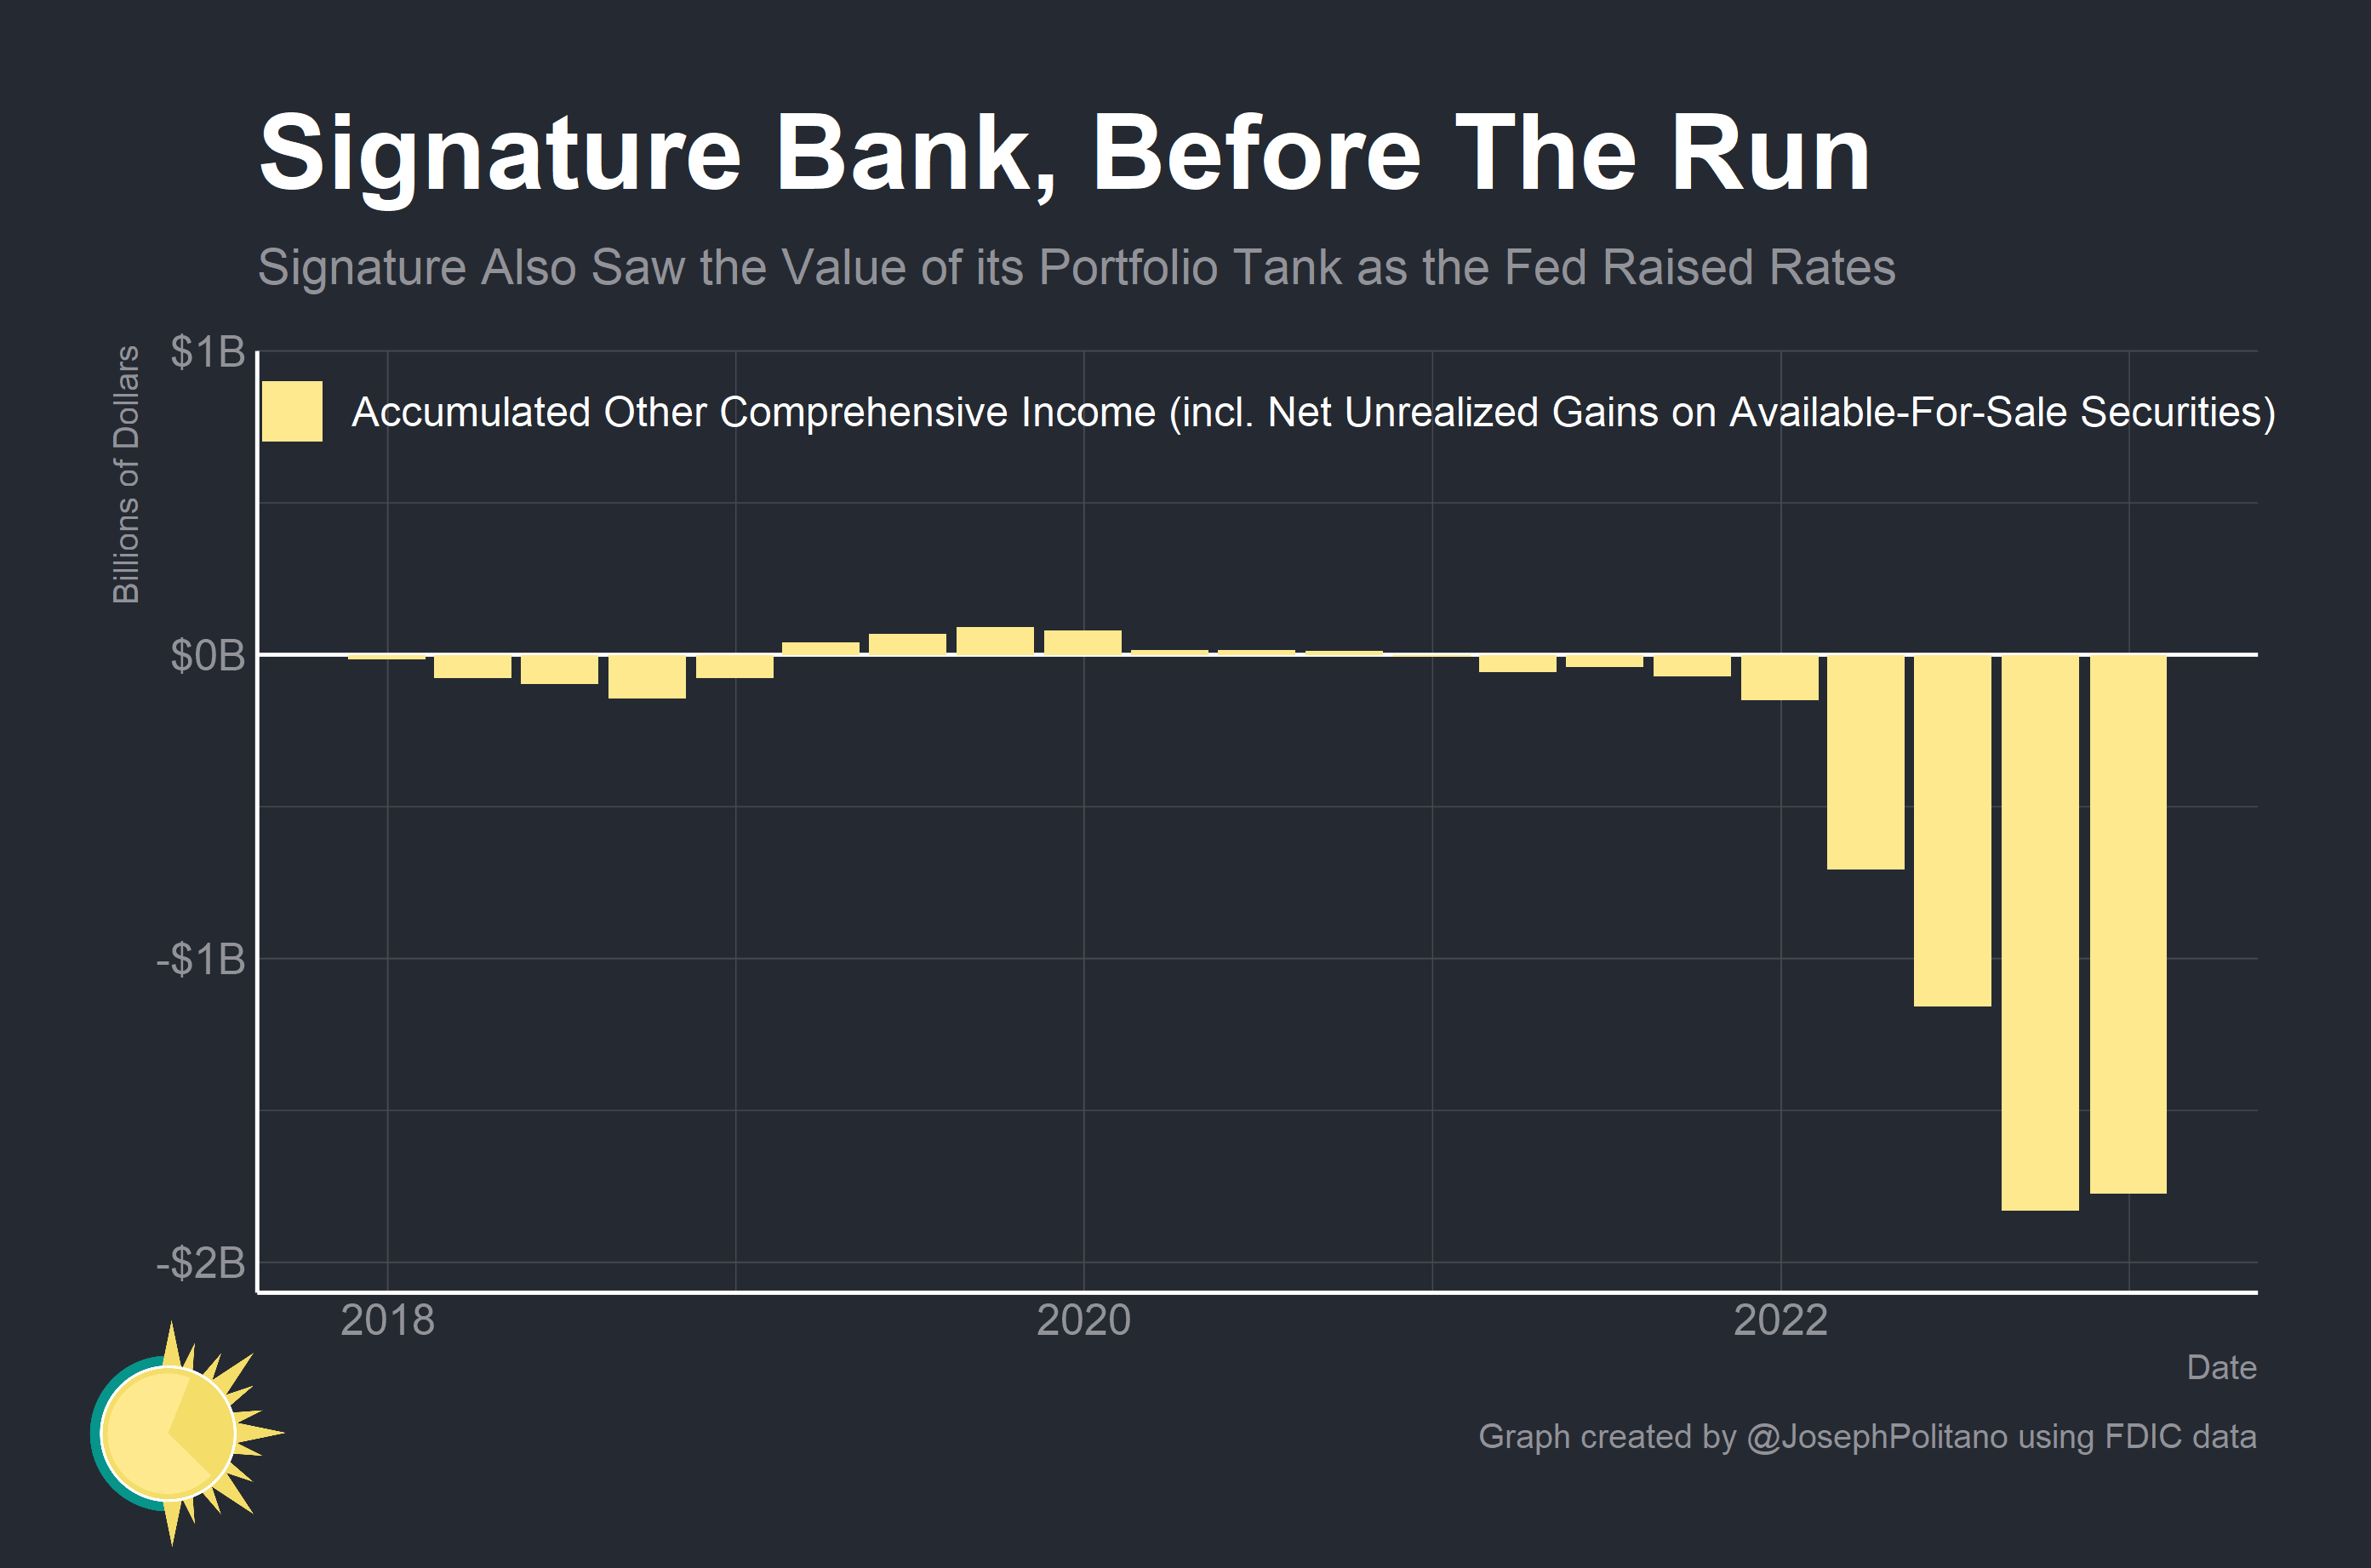 Signature Bank, Before The Run
Signature Also Saw the Value of its Portfolio Tank as the Fed Raised Rates
Billions of Dollars
$1B
Accumulated Other Comprehensive Income (incl. Net Unrealized Gains on Available-For-Sale Securities)
$0B
-$1B
-$2B
2018 2020 2022
Date
Graph created by @JosephPolitano using FDIC data